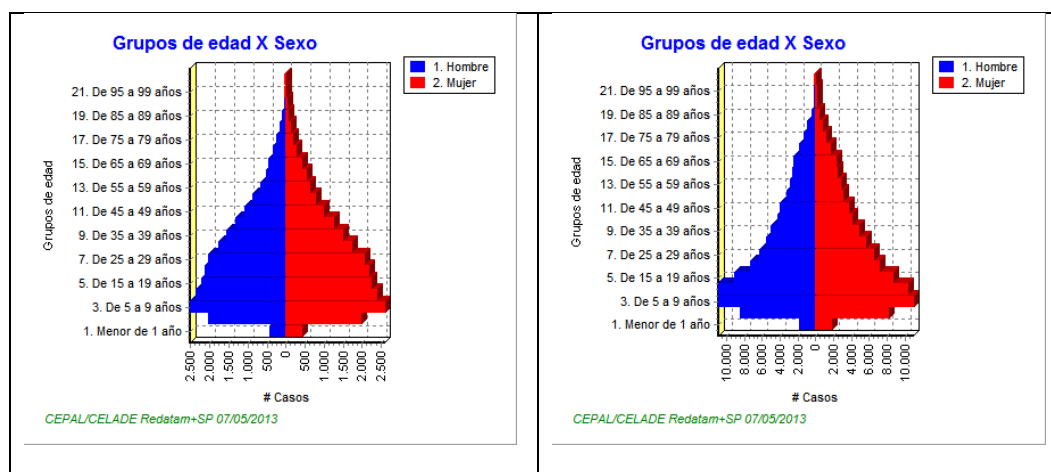 Grupos de edad X Sexo
1. Hombre
2. Mujer
Grupos de edad
21. De 95 a 99 años
19. De 85 a 89 años
17. De 75 a 79 años
15. De 65 a 69 años
13. De 55 a 59 años
11. De 45 a 49 años
9. De 35 a 39 años
7. De 25 a 29 años
5. De 15 a 19 años
3. De 5 a 9 años
1. Menor de 1 año
2.500 2.000 1.500 1.000 500 0 500 1.000 1.500 2.000 2.500
# Casos
CEPAL/CELADE Redatam+SP 07/05/2013
Grupos de edad X Sexo
1. Hombre
2. Mujer
Grupos de edad
21. De 95 a 99 años
19. De 85 a 89 años
17. De 75 a 79 años
15. De 65 a 69 años
13. De 55 a 59 años
11. De 45 a 49 años
9. De 35 a 39 años
7. De 25 a 29 años
5. De 15 a 19 años
3. De 5 a 9 años
1. Menor de 1 año
10.000 8.000 6.000 4.000 2.000 0 2.000 4.000 6.000 8.000 10.000
# Casos
CEPAL/CELADE Redatam+SP 07/05/2013